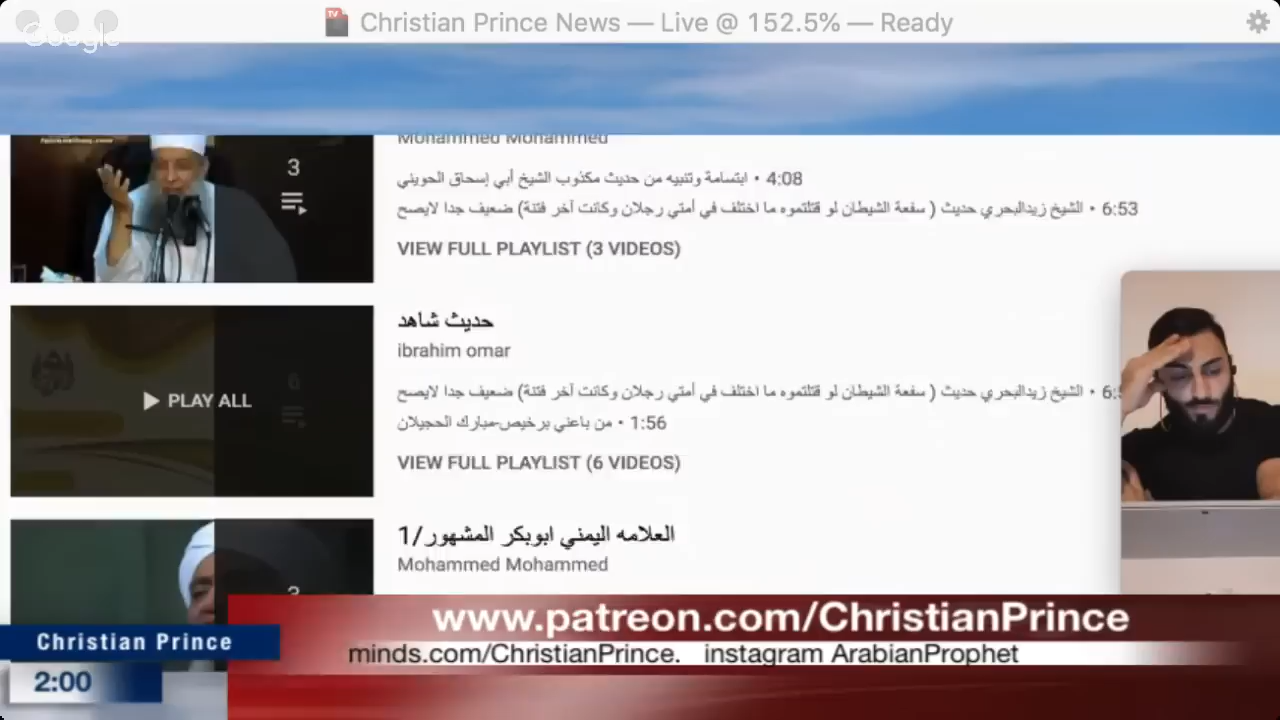 Christian Prince News — Live @ 152.5% — Ready
Google
Mohammed Mohammed
3
ابتسامة وتنبيه من حديث مكذوب الشيخ أبي إسحاق الحويني • 4:08
الشيخ زيدالبحري حديث ( سفعة الشيطان لو قتلتموه ما اختلف في أمتي رجلان وكانت آخر فتنة) ضعيف جدا لايصح • 6:53
VIEW FULL PLAYLIST (3 VIDEOS)
حديث شاهد
ibrahim omar
6
PLAY ALL
الشيخ زيدالبحري حديث ( سفعة الشيطان لو قتلتموه ما اختلف في أمتي رجلان وكانت آخر فتنة) ضعيف جدا لايصح • 6:5
من باعني برخيص-مبارك الحجيلان • 1:56
VIEW FULL PLAYLIST (6 VIDEOS)
العلامه اليمني ابوبكر المشهور/1
Mohammed Mohammed
www.patreon.com/ChristianPrince
Christian Prince
minds.com/ChristianPrince. instagram ArabianProphet
2:00